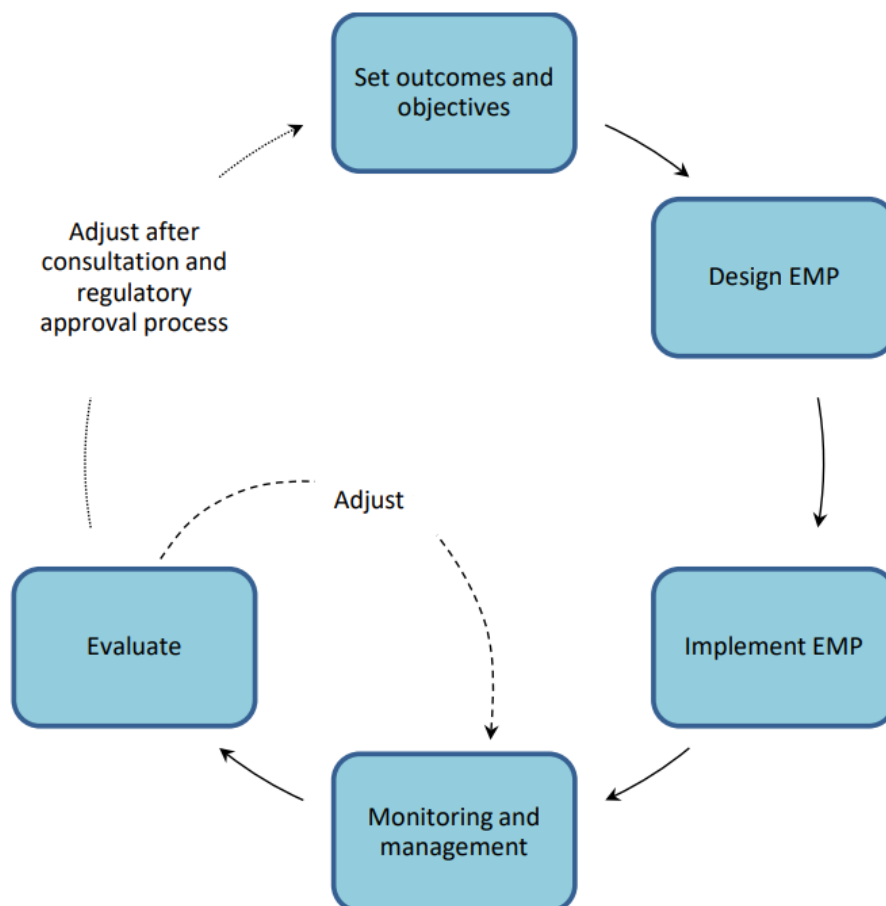 Set outcomes and
objectives
Adjust after
consultation and
regulatory
approval process
Design EMP
Adjust
Evaluate
Implement EMP
Monitoring and
management